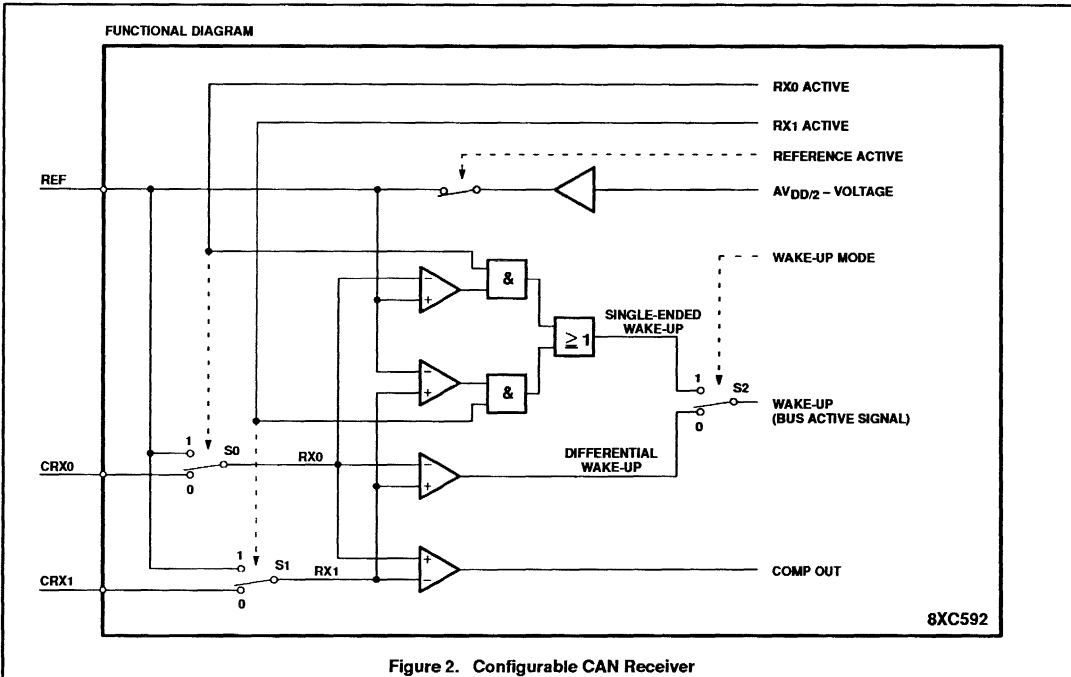 FUNCTIONAL DIAGRAM
RX0 ACTIVE
RX1 ACTIVE
REFERENCE ACTIVE
REF
AVDD/2 – VOLTAGE
WAKE-UP MODE
−
+
&
SINGLE-ENDED
WAKE-UP
≥ 1
−
+
&
1
S2
0
WAKE-UP
(BUS ACTIVE SIGNAL)
1
S0
CRX0
0
RX0
−
+
DIFFERENTIAL
WAKE-UP
1
S1
CRX1
0
RX1
+
−
COMP OUT
8XC592
Figure 2. Configurable CAN Receiver